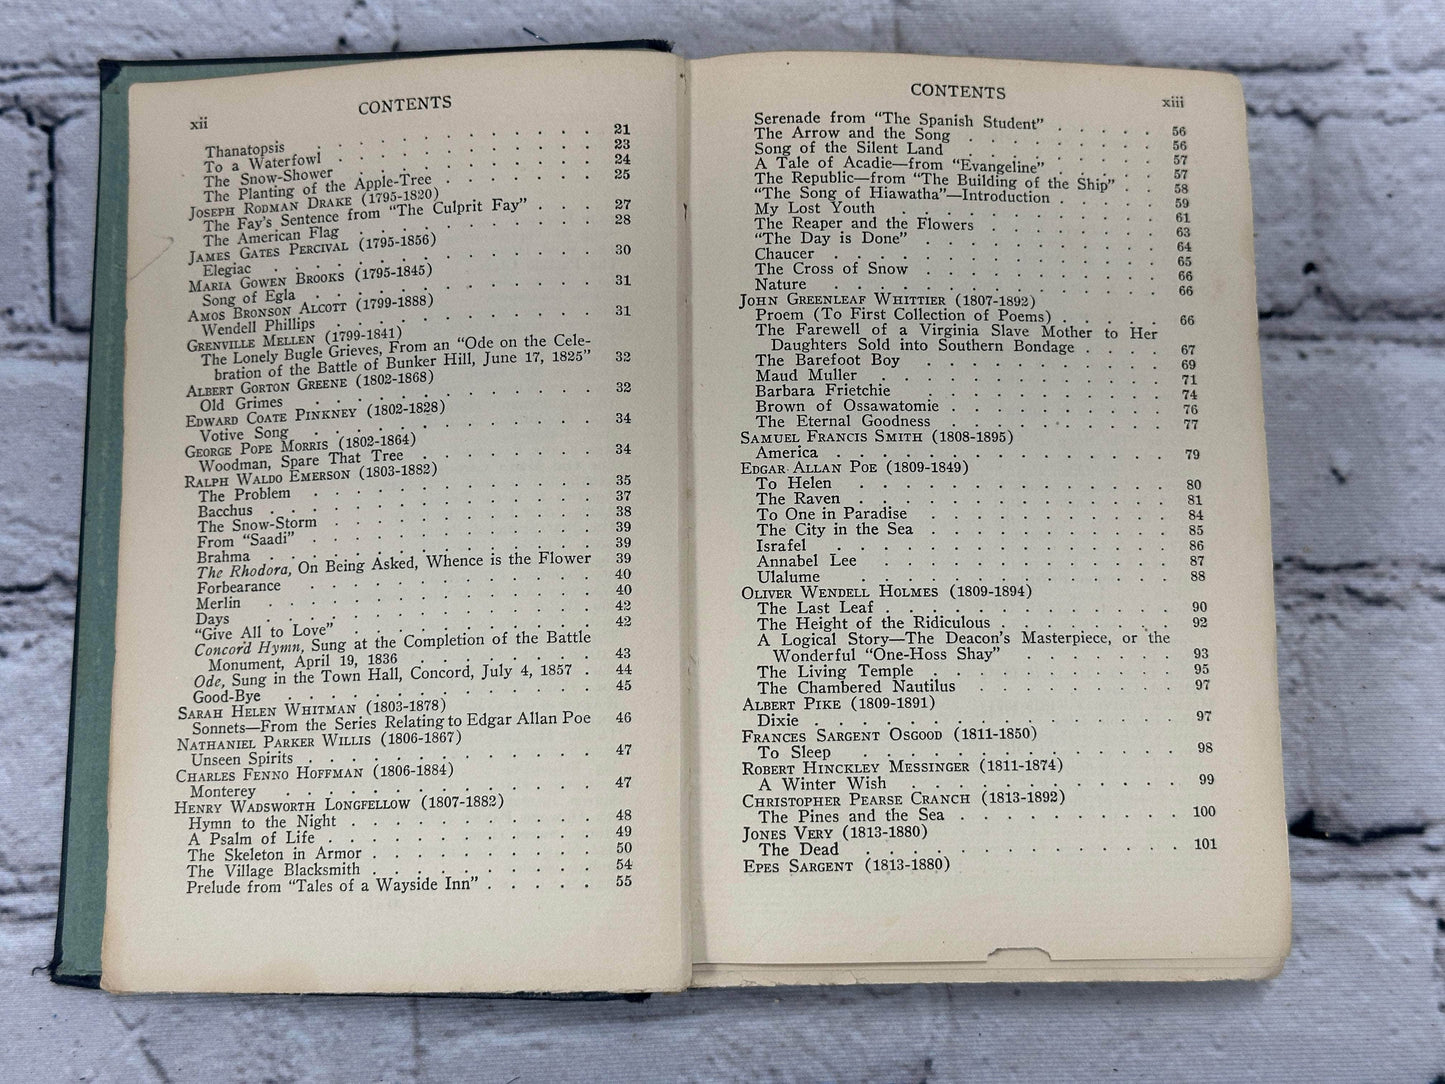 xii
CONTENTS
Thanatopsis . . . . . . . . . . 21
To a Waterfowl . . . . . . . . . 23
The Snow-Shower . . . . . . . . . 24
The Planting of the Apple-Tree . . . . . . 25
Joseph Rodman Drake (1795-1820)
The Fay's Sentence from "The Culprit Fay" . . . 27
The American Flag . . . . . . . . 28
James Gates Percival (1795-1856)
Elegiac . . . . . . . . . . 30
Maria Gowen Brooks (1795-1845)
Song of Egla . . . . . . . . . 31
Amos Bronson Alcott (1799-1888)
Wendell Phillips . . . . . . . . 31
Grenville Mellen (1799-1841)
The Lonely Bugle Grieves, From an "Ode on the Cele-
bration of the Battle of Bunker Hill, June 17, 1825" 32
Albert Gorton Greene (1802-1868)
Old Grimes . . . . . . . . . . 32
Edward Coate Pinkney (1802-1828)
Votive Song . . . . . . . . . . 34
George Pope Morris (1802-1864)
Woodman, Spare That Tree . . . . . . 34
Ralph Waldo Emerson (1803-1882)
The Problem . . . . . . . . . 35
Bacchus . . . . . . . . . . . 37
The Snow-Storm . . . . . . . . 38
From "Saadi" . . . . . . . . . 39
Brahma . . . . . . . . . . . 39
The Rhodora, On Being Asked, Whence is the Flower 39
Forbearance . . . . . . . . . . 40
Merlin . . . . . . . . . . . 40
Days . . . . . . . . . . . 42
"Give All to Love" . . . . . . . . 42
Concord Hymn, Sung at the Completion of the Battle
Monument, April 19, 1836 . . . . . . 43
Ode, Sung in the Town Hall, Concord, July 4, 1857 . 44
Good-Bye . . . . . . . . . . 45
Sarah Helen Whitman (1803-1878)
Sonnets—From the Series Relating to Edgar Allan Poe 46
Nathaniel Parker Willis (1806-1867)
Unseen Spirits . . . . . . . . . 47
Charles Fenno Hoffman (1806-1884)
Monterey . . . . . . . . . . 47
Henry Wadsworth Longfellow (1807-1882)
Hymn to the Night . . . . . . . . 48
A Psalm of Life . . . . . . . . . 49
The Skeleton in Armor . . . . . . . 50
The Village Blacksmith . . . . . . . 54
Prelude from "Tales of a Wayside Inn" . . . . 55
CONTENTS
xiii
Serenade from "The Spanish Student" . . . . . 56
The Arrow and the Song . . . . . . . 56
Song of the Silent Land . . . . . . . 57
A Tale of Acadie—from "Evangeline" . . . . 57
The Republic—from "The Building of the Ship" . . 58
"The Song of Hiawatha"—Introduction . . . . 59
My Lost Youth . . . . . . . . . 61
The Reaper and the Flowers . . . . . . 63
"The Day is Done" . . . . . . . . 64
Chaucer . . . . . . . . . . . 65
The Cross of Snow . . . . . . . . 66
Nature . . . . . . . . . . . 66
John Greenleaf Whittier (1807-1892)
Proem (To First Collection of Poems) . . . . 66
The Farewell of a Virginia Slave Mother to Her
Daughters Sold into Southern Bondage . . . . 67
The Barefoot Boy . . . . . . . . 69
Maud Muller . . . . . . . . . 71
Barbara Frietchie . . . . . . . . 74
Brown of Ossawatomie . . . . . . . 76
The Eternal Goodness . . . . . . . 77
Samuel Francis Smith (1808-1895)
America . . . . . . . . . . . 79
Edgar Allan Poe (1809-1849)
To Helen . . . . . . . . . . 80
The Raven . . . . . . . . . . 81
To One in Paradise . . . . . . . . 84
The City in the Sea . . . . . . . . 85
Israfel . . . . . . . . . . . 86
Annabel Lee . . . . . . . . . 87
Ulalume . . . . . . . . . . 88
Oliver Wendell Holmes (1809-1894)
The Last Leaf . . . . . . . . . 90
The Height of the Ridiculous . . . . . . 92
A Logical Story—The Deacon's Masterpiece, or the
Wonderful "One-Hoss Shay" . . . . . . 93
The Living Temple . . . . . . . . 95
The Chambered Nautilus . . . . . . 97
Albert Pike (1809-1891)
Dixie . . . . . . . . . . . 97
Frances Sargent Osgood (1811-1850)
To Sleep . . . . . . . . . . 98
Robert Hinckley Messinger (1811-1874)
A Winter Wish . . . . . . . . . 99
Christopher Pearse Cranch (1813-1892)
The Pines and the Sea . . . . . . . 100
Jones Very (1813-1880)
The Dead . . . . . . . . . . 101
Epes Sargent (1813-1880)